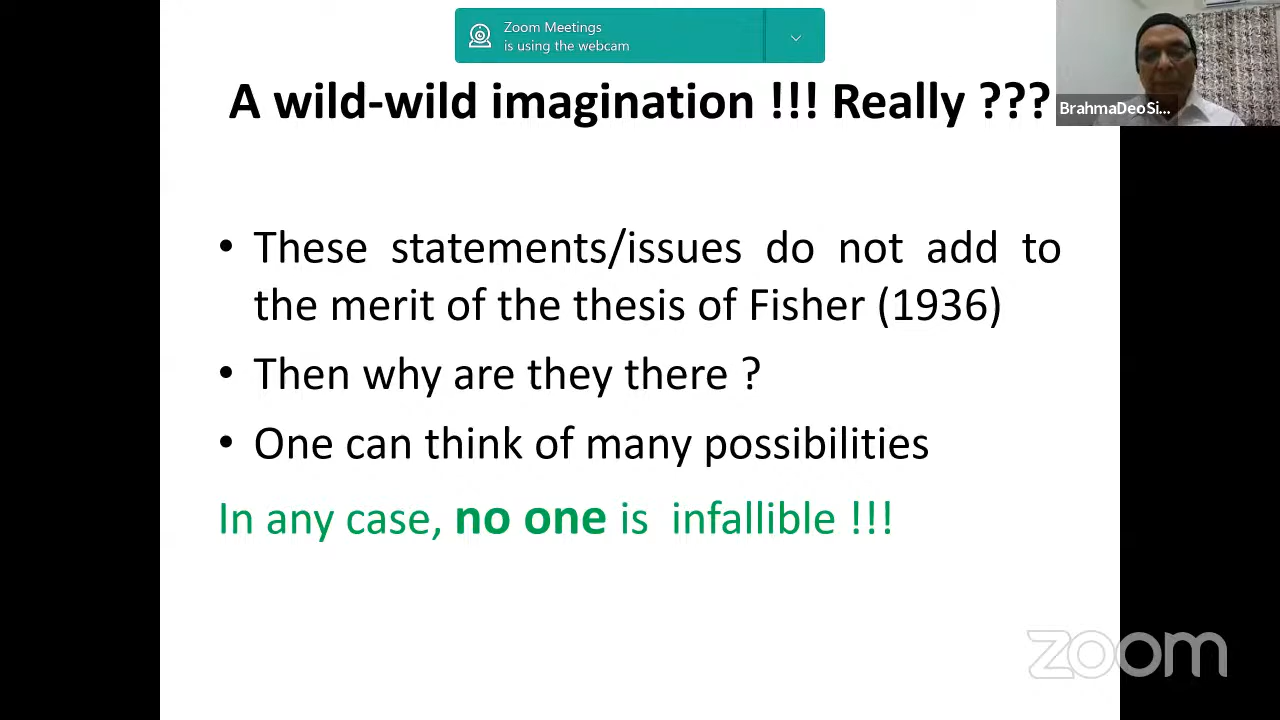 Zoom Meetings
is using the webcam
A wild-wild imagination !!! Really ???
BrahmaDeoSi...
• These statements/issues do not add to
the merit of the thesis of Fisher (1936)
• Then why are they there ?
• One can think of many possibilities
In any case, no one is infallible !!!
zoom